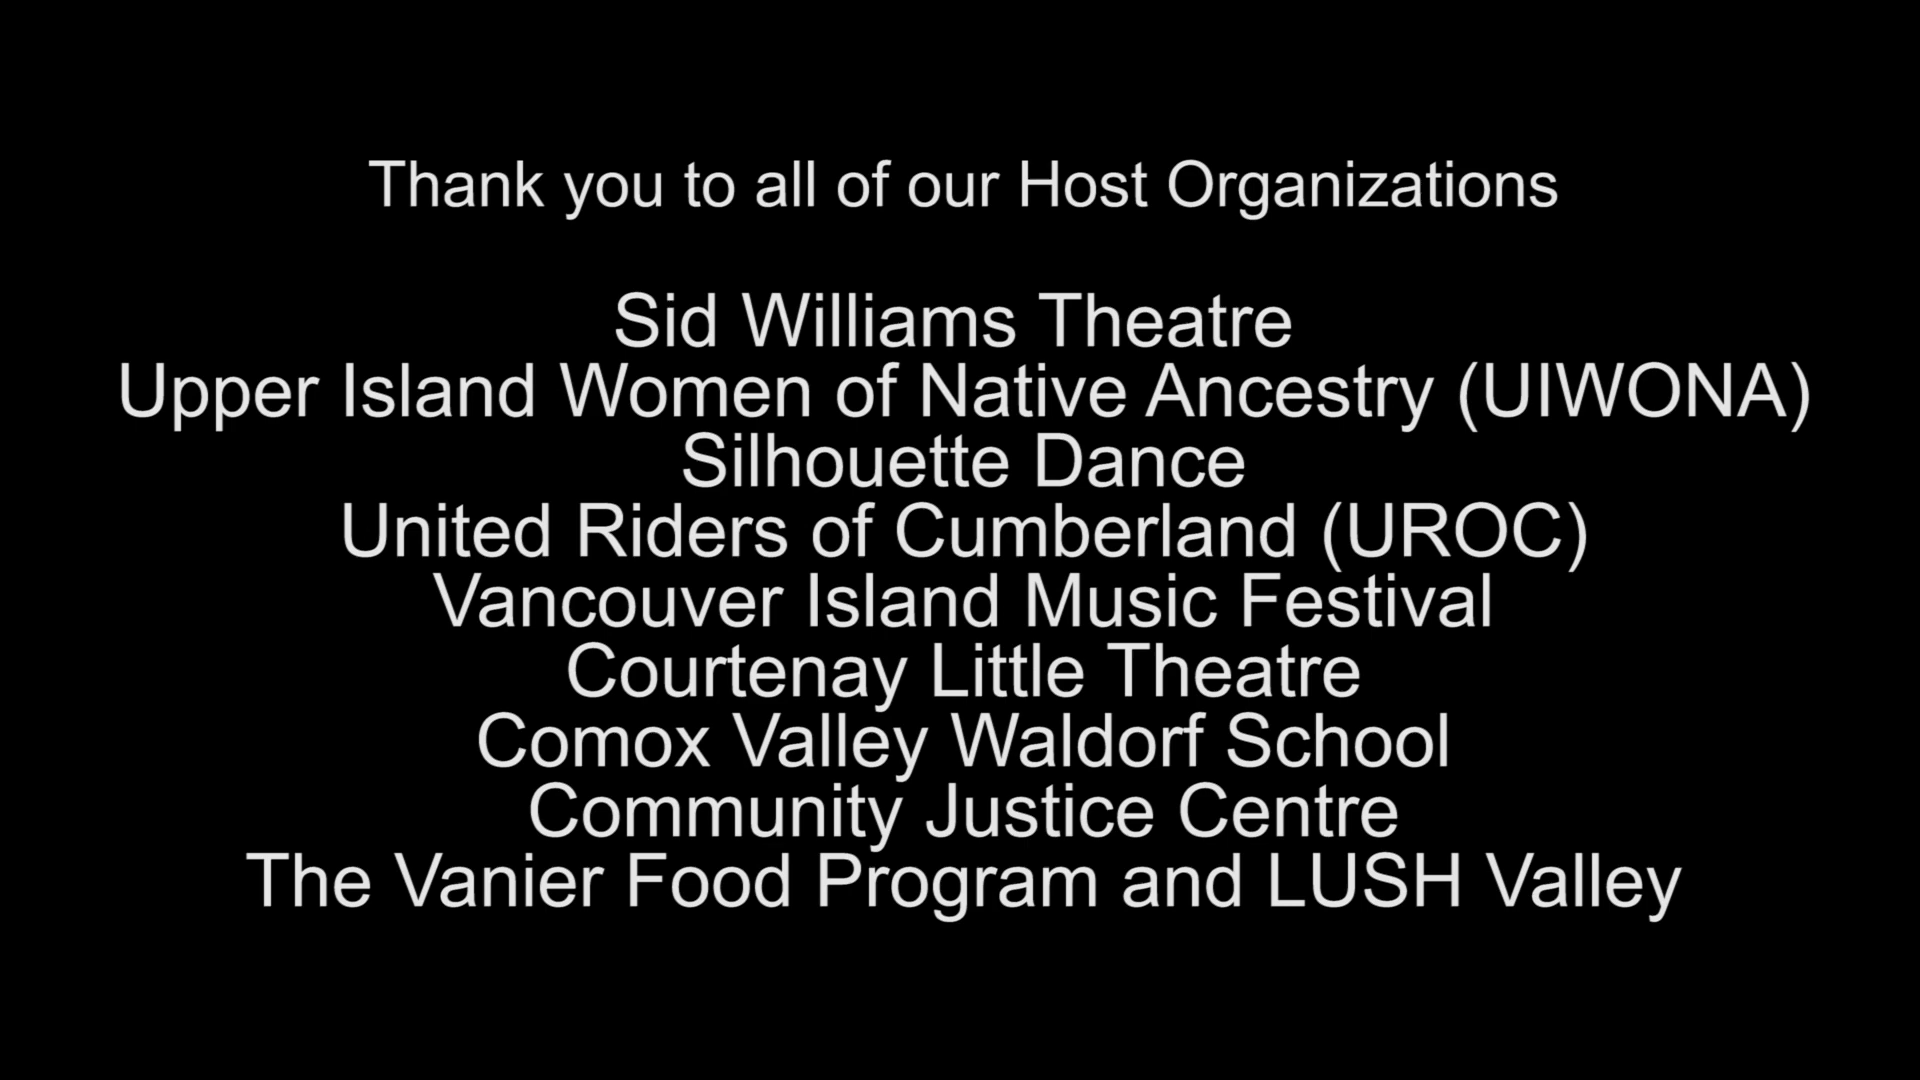 Thank you to all of our Host Organizations
Sid Williams Theatre
Upper Island Women of Native Ancestry (UIWONA)
Silhouette Dance
United Riders of Cumberland (UROC)
Vancouver Island Music Festival
Courtenay Little Theatre
Comox Valley Waldorf School
Community Justice Centre
The Vanier Food Program and LUSH Valley